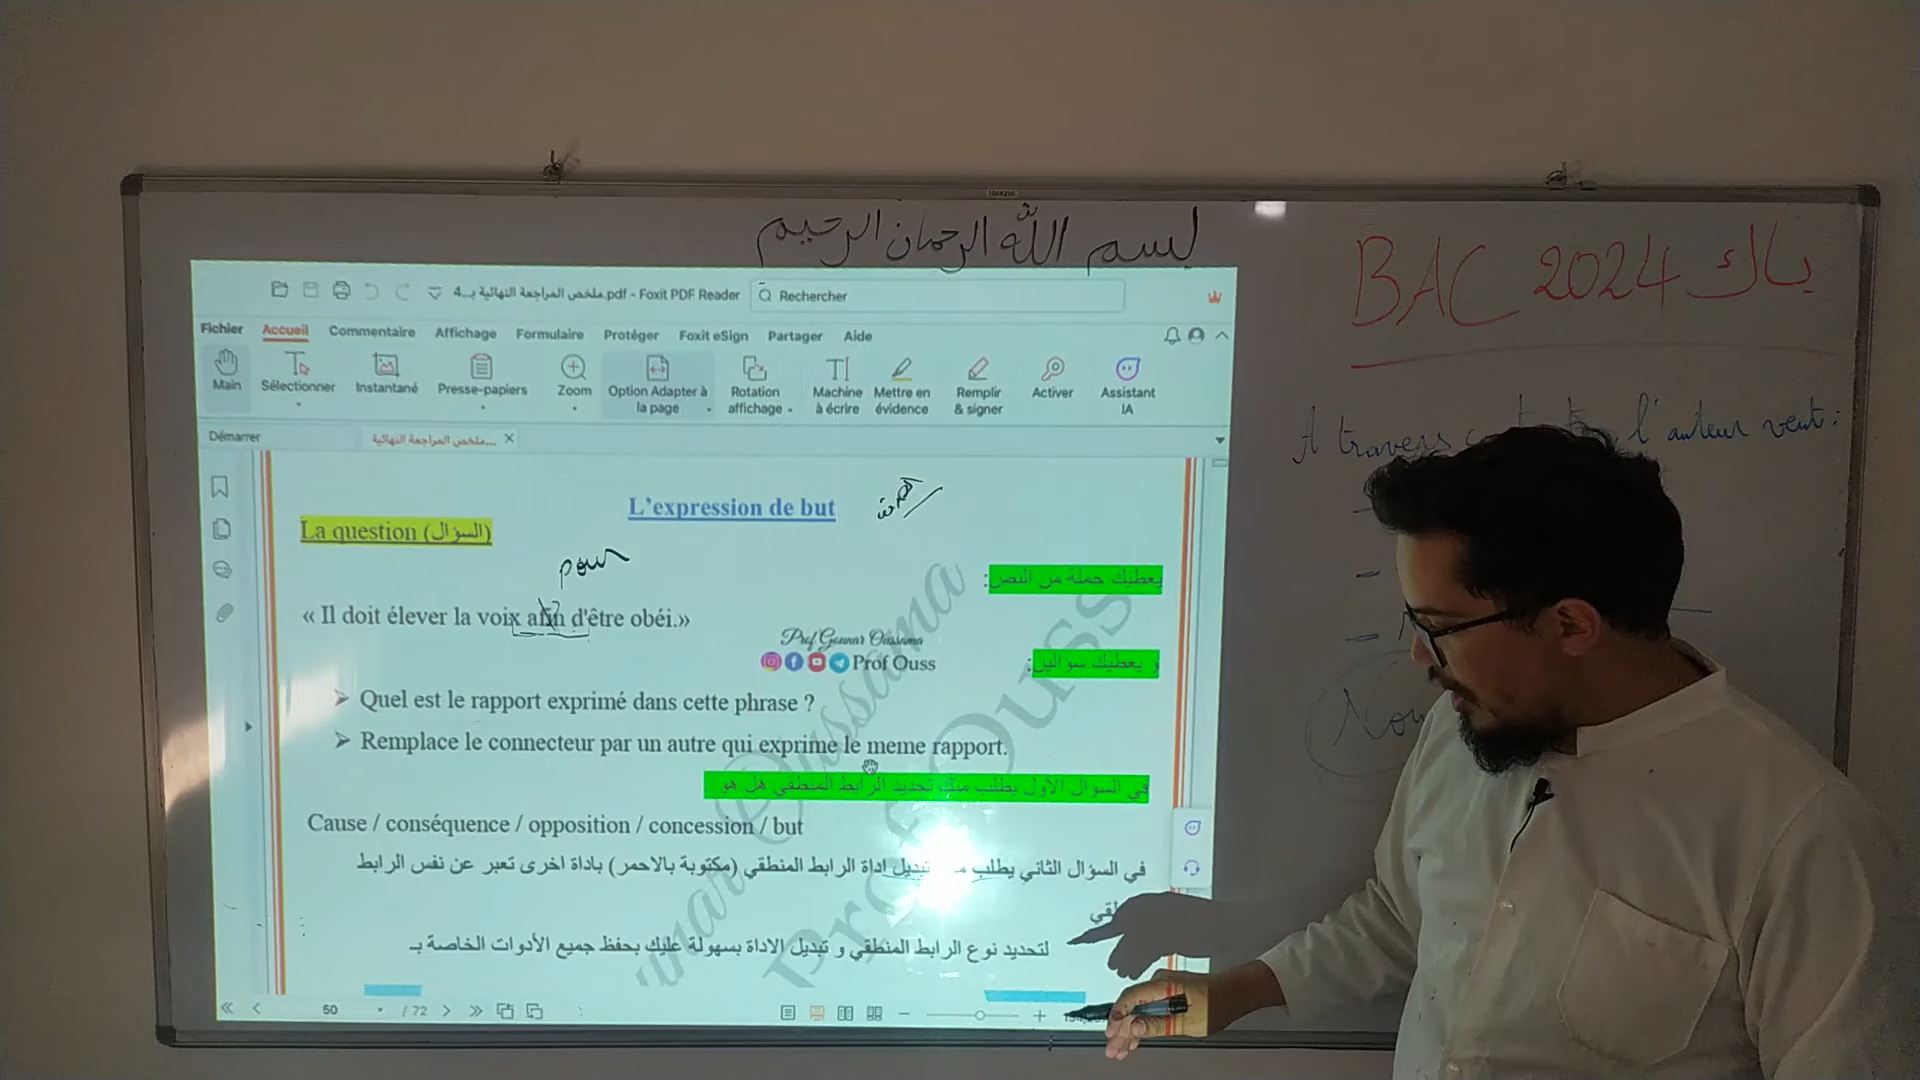 بسم الله الرحمان الرحيم
BAC 2024 باك
A travers l'auteur veut:
4...ملخص المراجعة النهائية بـ.pdf - Foxit PDF Reader
Rechercher
Fichier Accueil Commentaire Affichage Formulaire Protéger Foxit eSign Partager Aide
Main Sélectionner Instantané Presse-papiers Zoom Option Adapter à la page Rotation affichage Machine à écrire Mettre en évidence Remplir & signer Activer Assistant IA
Démarrer
ملخص المراجعة النهائية...
L'expression de but
La question (السؤال)
pour
يعطيك جملة من النص:
« Il doit élever la voix afin d'être obéi.»
Prof Gennar Oussama
Prof Ouss
و يعطيك سوالين:
Quel est le rapport exprimé dans cette phrase ?
Remplace le connecteur par un autre qui exprime le meme rapport.
في السؤال الاول يطلب منك تحديد الرابط المنطقي هل هو
Cause / conséquence / opposition / concession / but
في السؤال الثاني يطلب تبديل اداة الرابط المنطقي (مكتوبة بالاحمر) باداة اخرى تعبر عن نفس الرابط
لتحديد نوع الرابط المنطقي و تبديل الاداة بسهولة عليك بحفظ جميع الأدوات الخاصة بـ
50 / 72